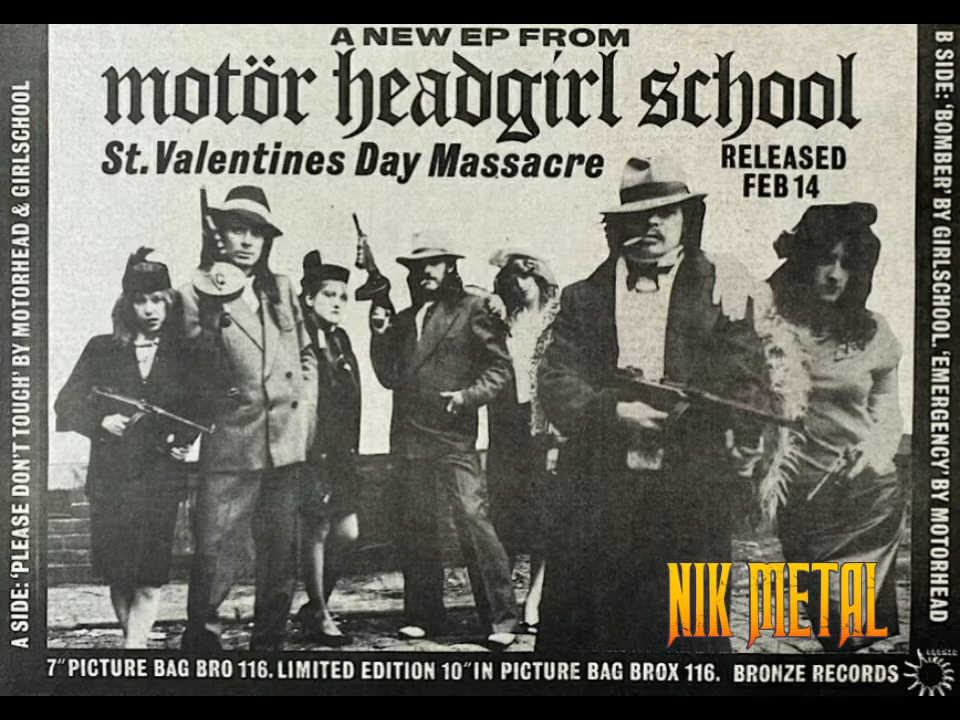 A NEW EP FROM
motör headgirl school
St. Valentines Day Massacre
RELEASED
FEB 14
A SIDE: 'PLEASE DON'T TOUCH' BY MOTORHEAD & GIRLSCHOOL
B SIDE: 'BOMBER' BY GIRLSCHOOL. 'EMERGENCY' BY MOTORHEAD
NIK METAL
7" PICTURE BAG BRO 116. LIMITED EDITION 10" IN PICTURE BAG BROX 116. BRONZE RECORDS
BRONZE